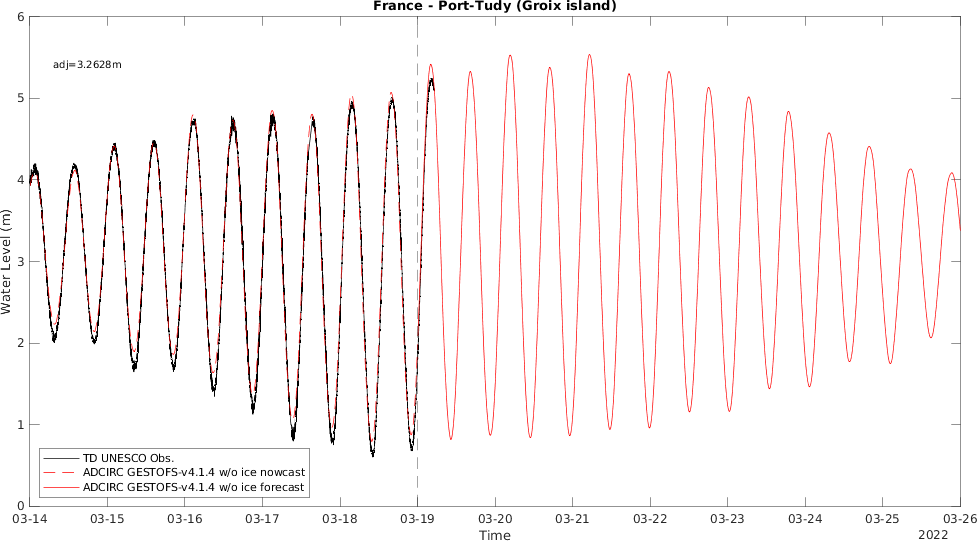 France - Port-Tudy (Groix island)
adj=3.2628m
6
5
4
3
2
1
0
Water Level (m)
TD UNESCO Obs.
ADCIRC GESTOFS-v4.1.4 w/o ice nowcast
ADCIRC GESTOFS-v4.1.4 w/o ice forecast
03-14 03-15 03-16 03-17 03-18 03-19 03-20 03-21 03-22 03-23 03-24 03-25 03-26
Time
2022